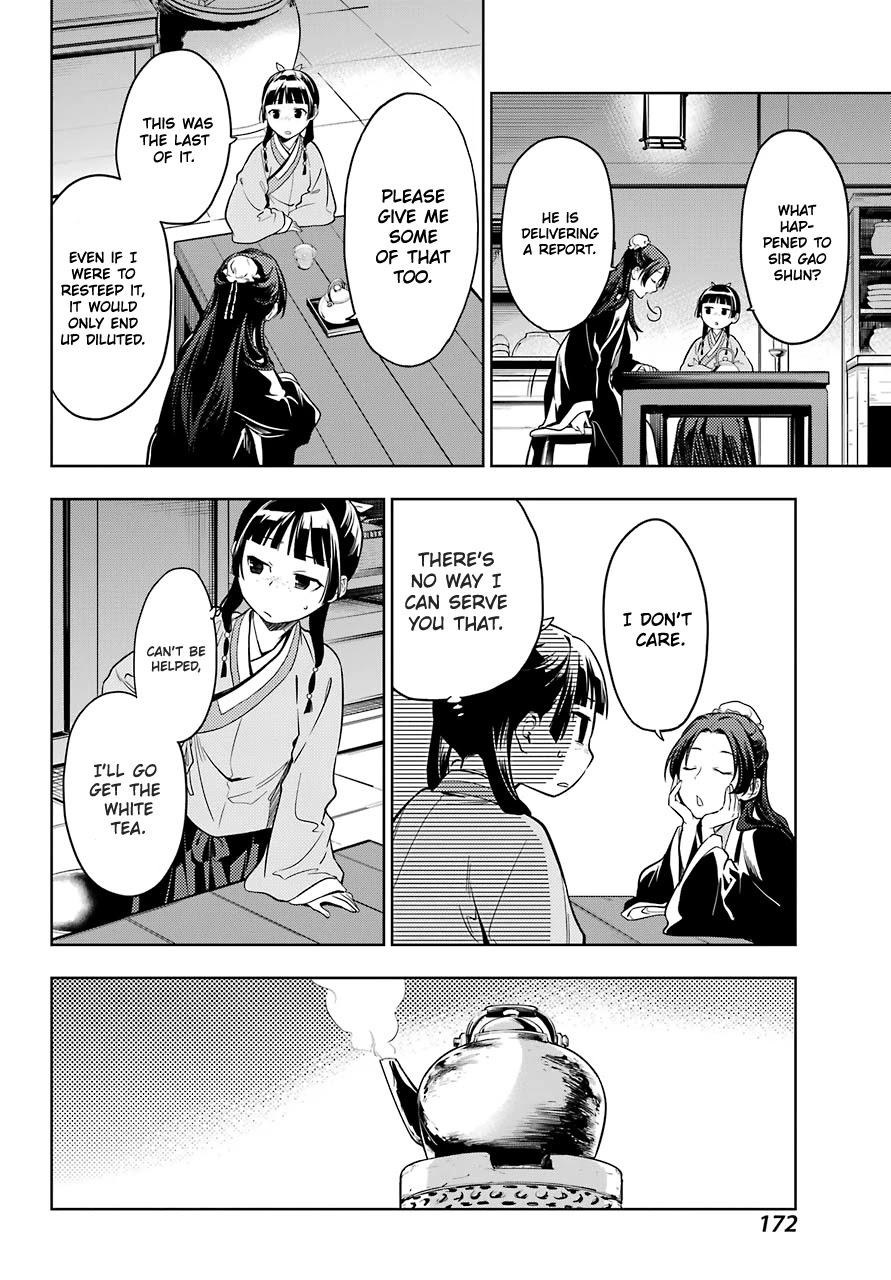 WHAT
HAP-
PENED TO
SIR GAO
SHUN?
HE IS
DELIVERING
A REPORT.
PLEASE
GIVE ME
SOME
OF THAT
TOO.
THIS WAS
THE LAST
OF IT.
EVEN IF I
WERE TO
RESTEEP IT,
IT WOULD
ONLY END
UP DILUTED.
I DON'T
CARE.
THERE'S
NO WAY I
CAN SERVE
YOU THAT.
CAN'T BE
HELPED,
I'LL GO
GET THE
WHITE
TEA.
172